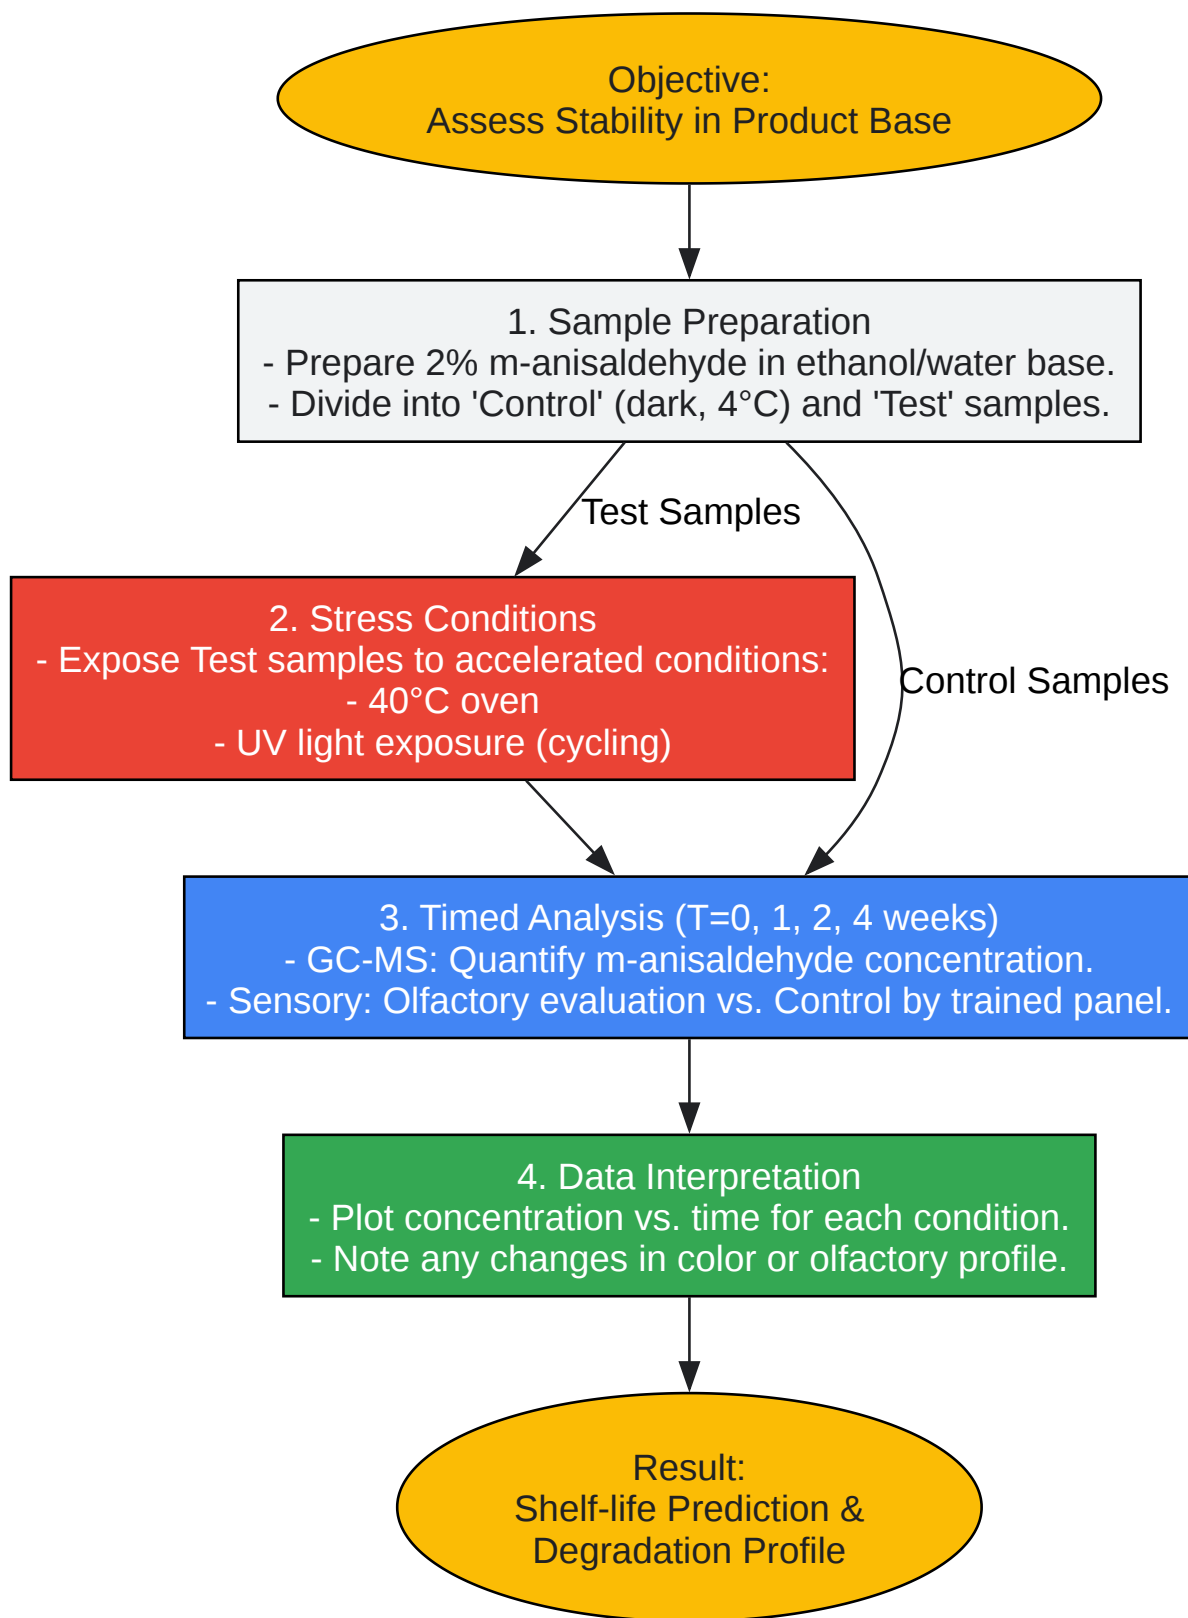 Objective:
Assess Stability in Product Base
1. Sample Preparation
- Prepare 2% m-anisaldehyde in ethanol/water base.
- Divide into 'Control' (dark, 4°C) and 'Test' samples.
Test Samples
2. Stress Conditions
- Expose Test samples to accelerated conditions:
- 40°C oven
- UV light exposure (cycling)
Control Samples
3. Timed Analysis (T=0, 1, 2, 4 weeks)
- GC-MS: Quantify m-anisaldehyde concentration.
- Sensory: Olfactory evaluation vs. Control by trained panel.
4. Data Interpretation
- Plot concentration vs. time for each condition.
- Note any changes in color or olfactory profile.
Result:
Shelf-life Prediction &
Degradation Profile